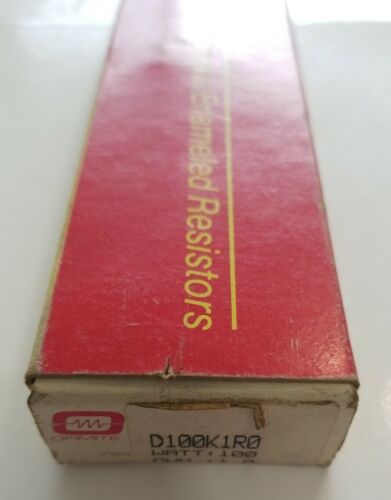 Enameled Resistors
OHMITE
D100K1R0
WATT:100